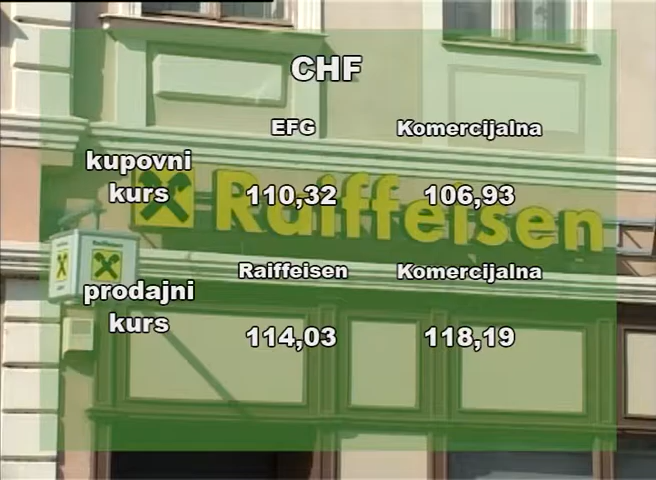 CHF
EFG Komercijalna
kupovni
kurs
110,32 106,93
Raiffeisen
Raiffeisen Komercijalna
prodajni
kurs
114,03 118,19